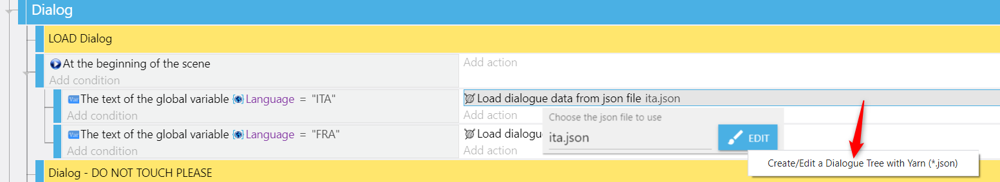 Dialog
LOAD Dialog
At the beginning of the scene
Add action
Add condition
Var The text of the global variable Language = "ITA"
Load dialogue data from json file ita.json
Add condition
Add action
Choose the json file to use
Var The text of the global variable Language = "FRA"
Load dialogu
ita.json
EDIT
Add condition
Add action
Create/Edit a Dialogue Tree with Yarn (*.json)
Dialog - DO NOT TOUCH PLEASE